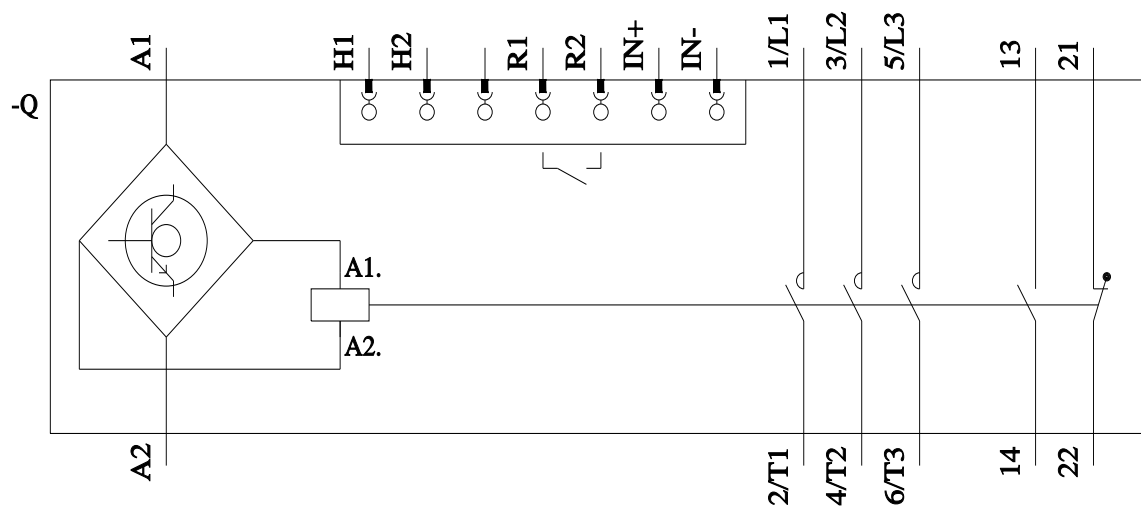 A1
H1
H2
R1
R2
IN+
IN-
1/L1
3/L2
5/L3
13
21
-Q
A1.
A2.
A2
2/T1
4/T2
6/T3
14
22